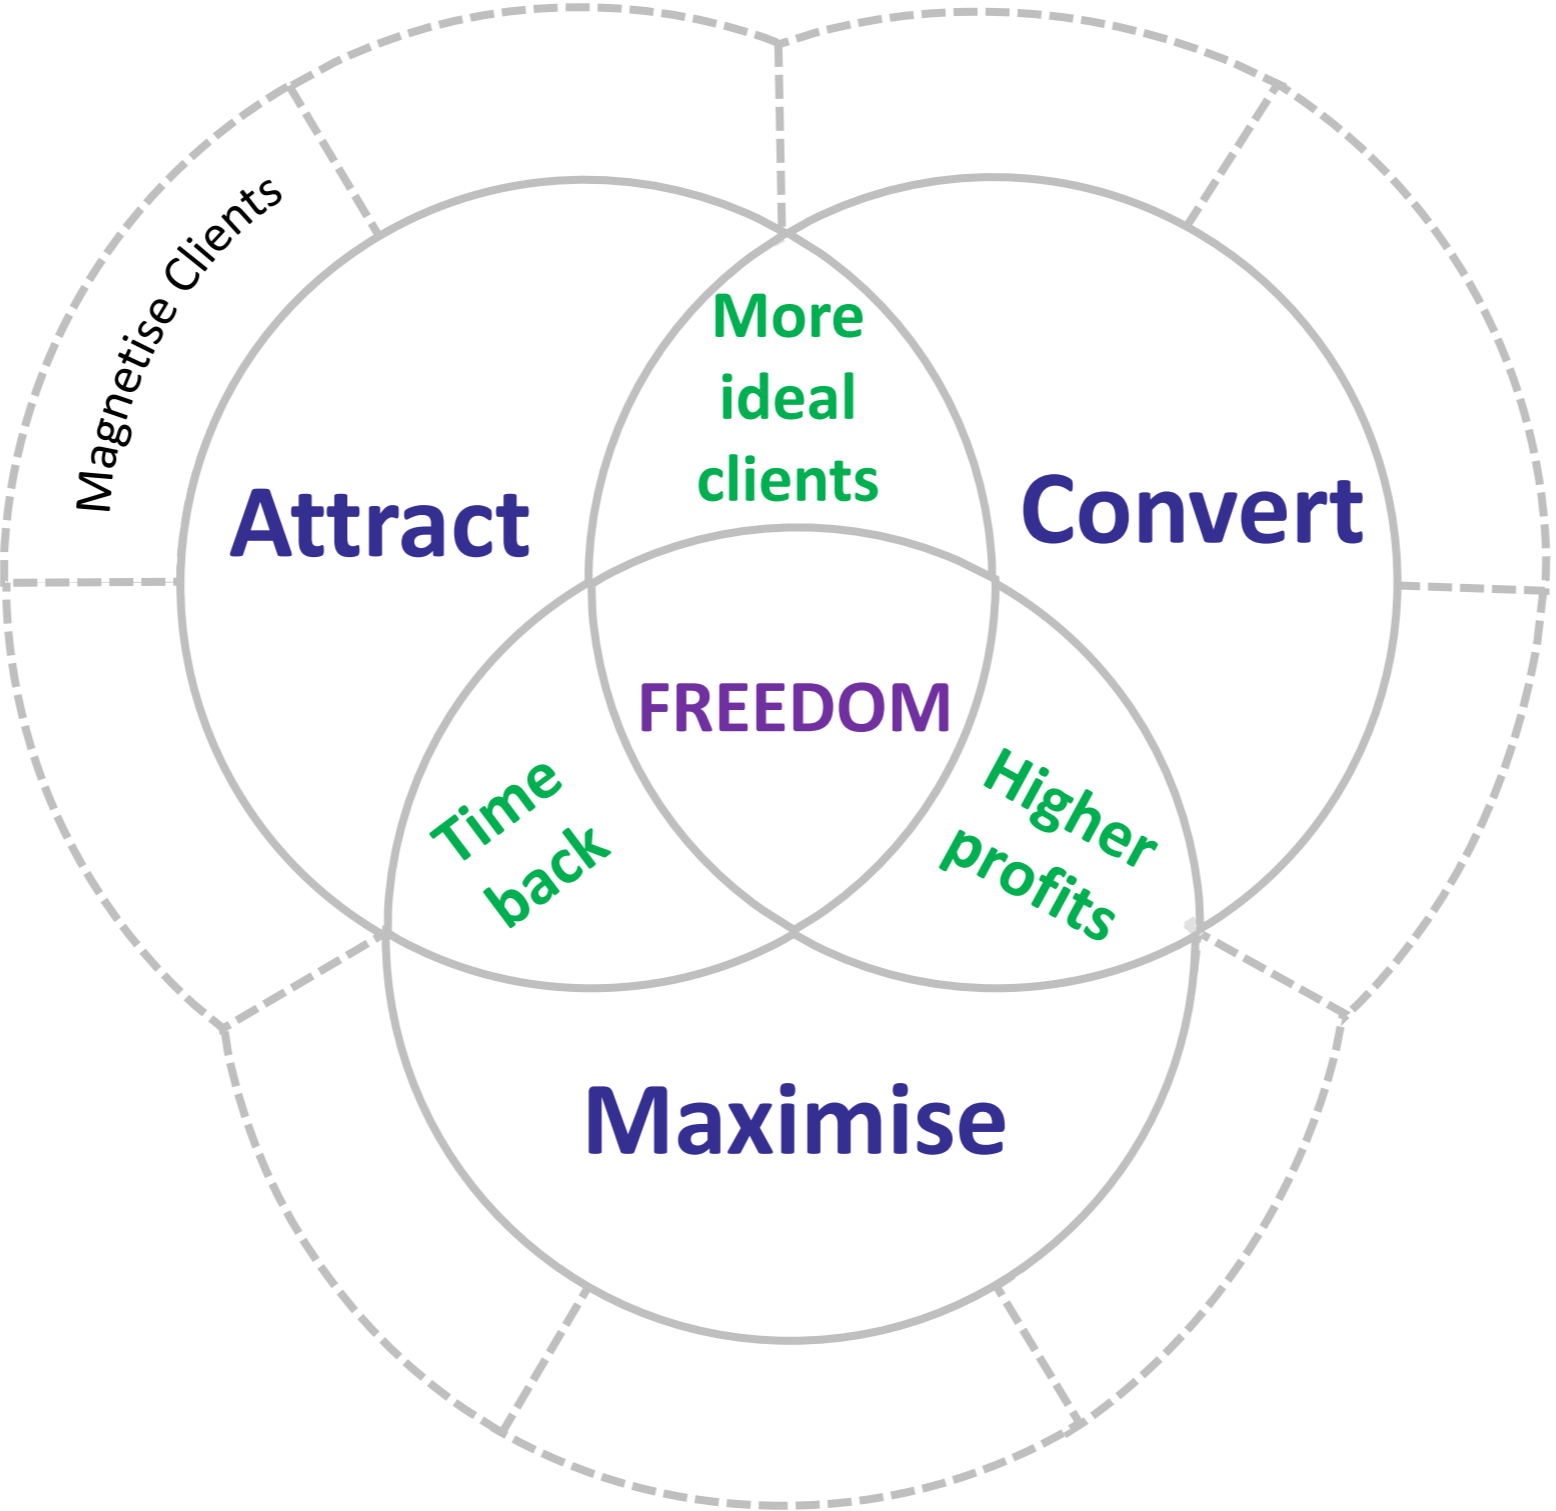 Magnetise Clients
More
ideal
clients
Attract
Convert
FREEDOM
Time
back
Higher
profits
Maximise